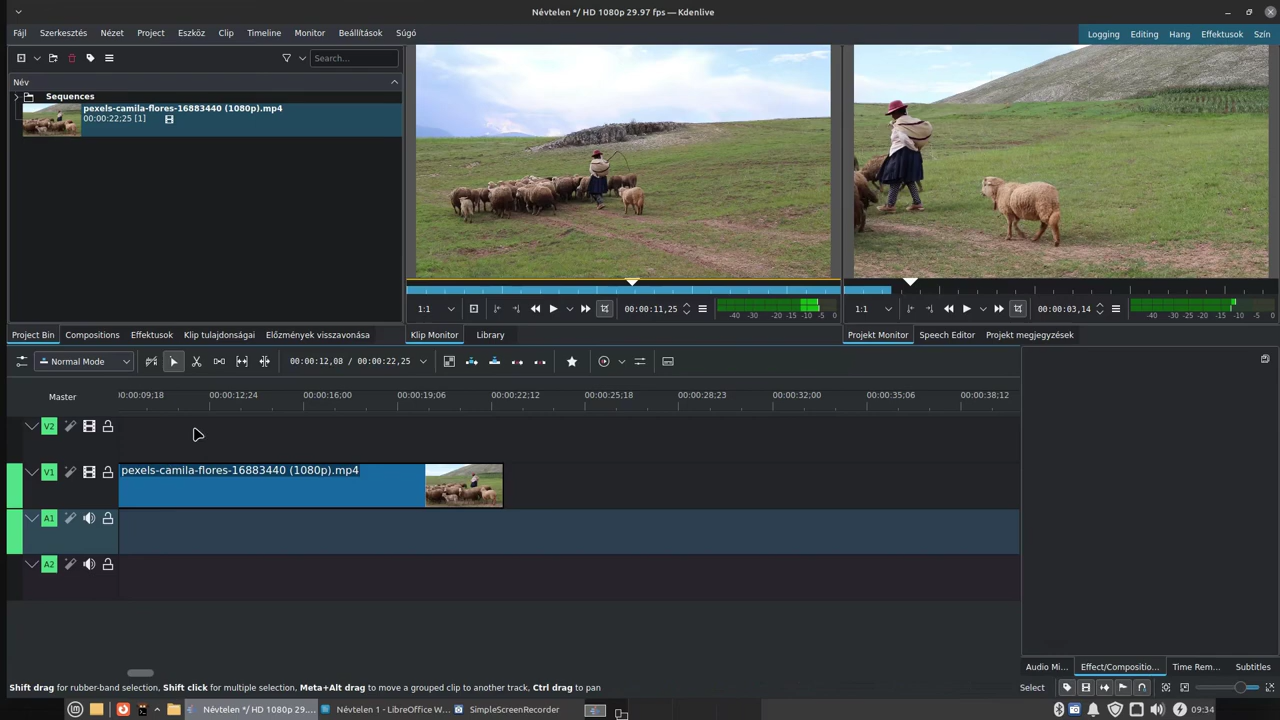 Névtelen */ HD 1080p 29.97 fps — Kdenlive
Fájl Szerkesztés Nézet Project Eszköz Clip Timeline Monitor Beállítások Súgó
Logging Editing Hang Effektusok Szín
Search...
Név
Sequences
pexels-camila-flores-16883440 (1080p).mp4
00:00:22;25 [1]
1:1 00:00:11,25 -40 -30 -20 -15 -10 -5 0
1:1 00:00:03,14 -40 -30 -20 -15 -10 -5 0
Project Bin Compositions Effektusok Klip tulajdonságai Előzmények visszavonása
Klip Monitor Library
Projekt Monitor Speech Editor Projekt megjegyzések
Normal Mode 00:00:12,08 / 00:00:22,25
Master
00:00:09;18 00:00:12;24 00:00:16:00 00:00:19;06 00:00:22;12 00:00:25;18 00:00:28;23 00:00:32;00 00:00:35;06 00:00:38;12
V2
V1 pexels-camila-flores-16883440 (1080p).mp4
A1
A2
Audio Mi... Effect/Compositio... Time Rem... Subtitles
Shift drag for rubber-band selection, Shift click for multiple selection, Meta+Alt drag to move a grouped clip to another track, Ctrl drag to pan
Select
Névtelen */ HD 1080p 29.... Névtelen 1 - LibreOffice W... SimpleScreenRecorder 09:34